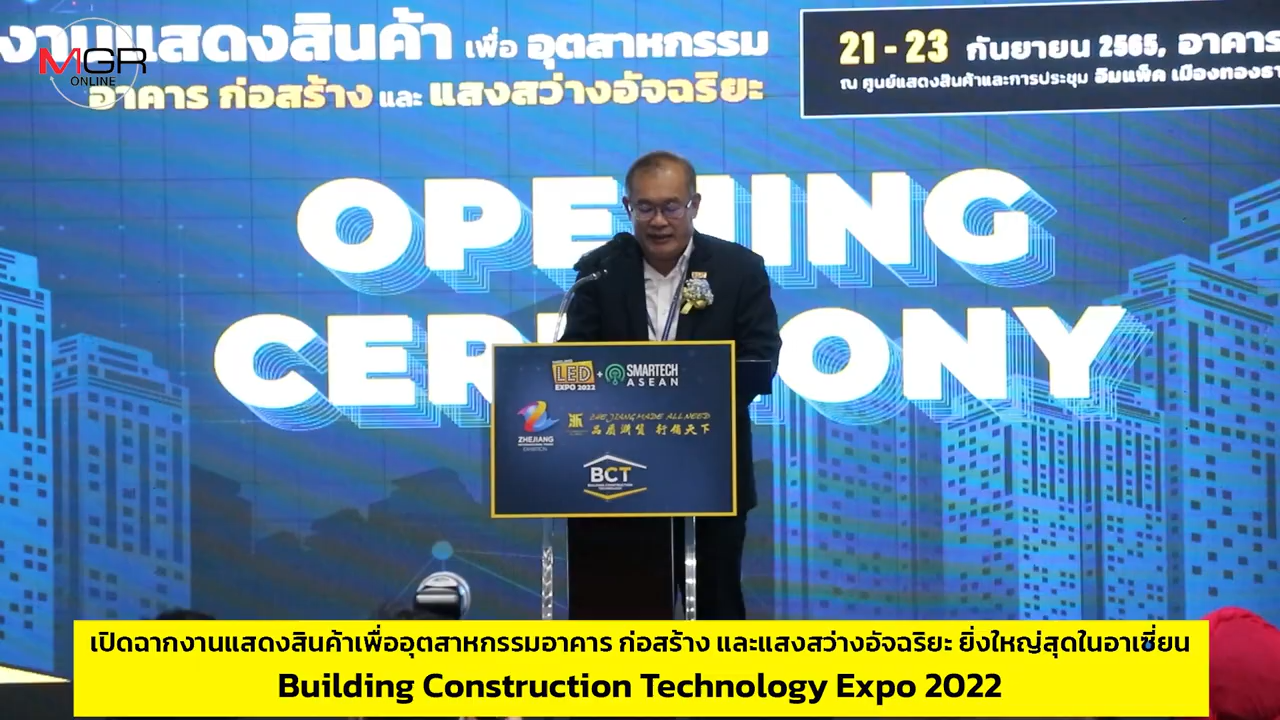 งานแสดงสินค้า เพื่อ อุตสาหกรรม
อาคาร ก่อสร้าง และ แสงสว่างอัจฉริยะ
MGR
ONLINE
21 - 23 กันยายน 2565, อาคาร
ณ ศูนย์แสดงสินค้าและการประชุม อิมแพ็ค เมืองทองธา
OPENING
CEREMONY
LED
EXPO 2022
+
SMARTECH
ASEAN
ZHEJIANG
INTERNATIONAL TRADE
EXHIBITION
ZHE JIANG MADE ALL NEED
品质浙货 行销天下
BCT
BUILDING CONSTRUCTION
TECHNOLOGY
เปิดฉากงานแสดงสินค้าเพื่ออุตสาหกรรมอาคาร ก่อสร้าง และแสงสว่างอัจฉริยะ ยิ่งใหญ่สุดในอาเซี่ยน
Building Construction Technology Expo 2022